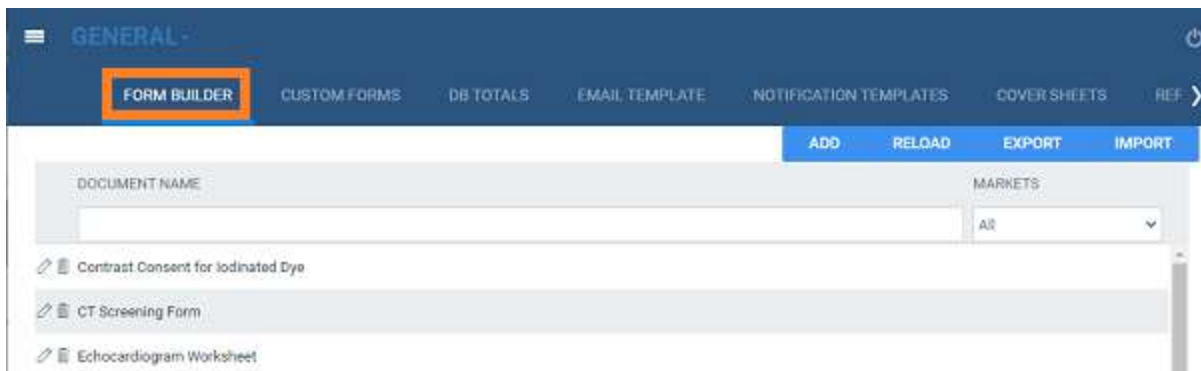 GENERAL-
FORM BUILDER CUSTOM FORMS DB TOTALS EMAIL TEMPLATE NOTIFICATION TEMPLATES COVER SHEETS REF
ADD RELOAD EXPORT IMPORT
DOCUMENT NAME MARKETS
All
Contrast Consent for Iodinated Dye
CT Screening Form
Echocardiogram Worksheet